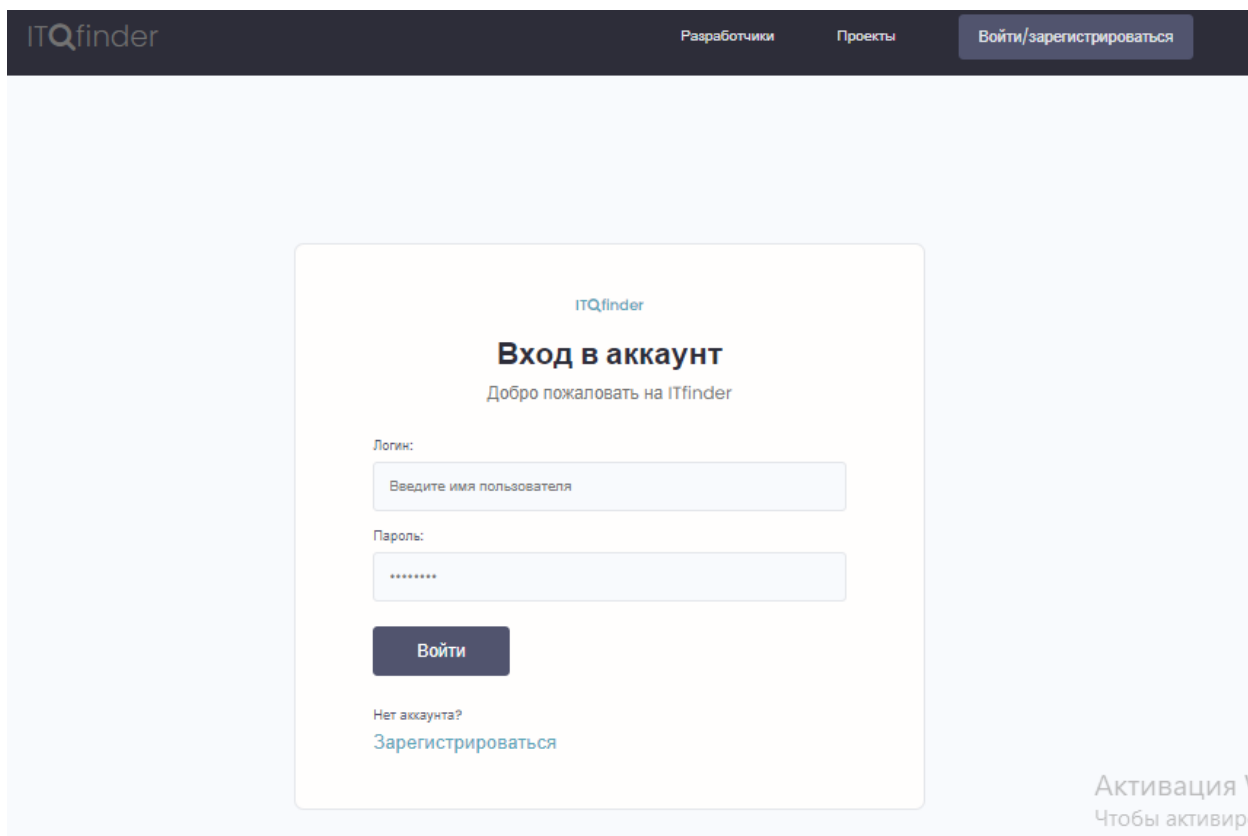 ITQfinder
Разработчики
Проекты
Войти/зарегистрироваться
ITQfinder
Вход в аккаунт
Добро пожаловать на ITfinder
Логин:
Введите имя пользователя
Пароль:
••••••••
Войти
Нет аккаунта?
Зарегистрироваться
Активация
Чтобы